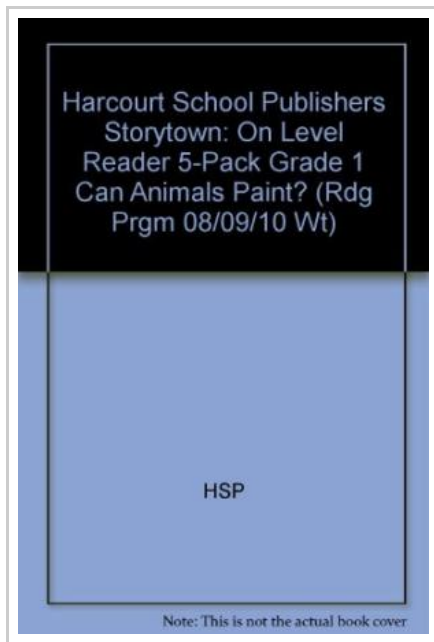 Harcourt School Publishers
Storytown: On Level
Reader 5-Pack Grade 1
Can Animals Paint? (Rdg
Prgm 08/09/10 Wt)
HSP
Note: This is not the actual book cover